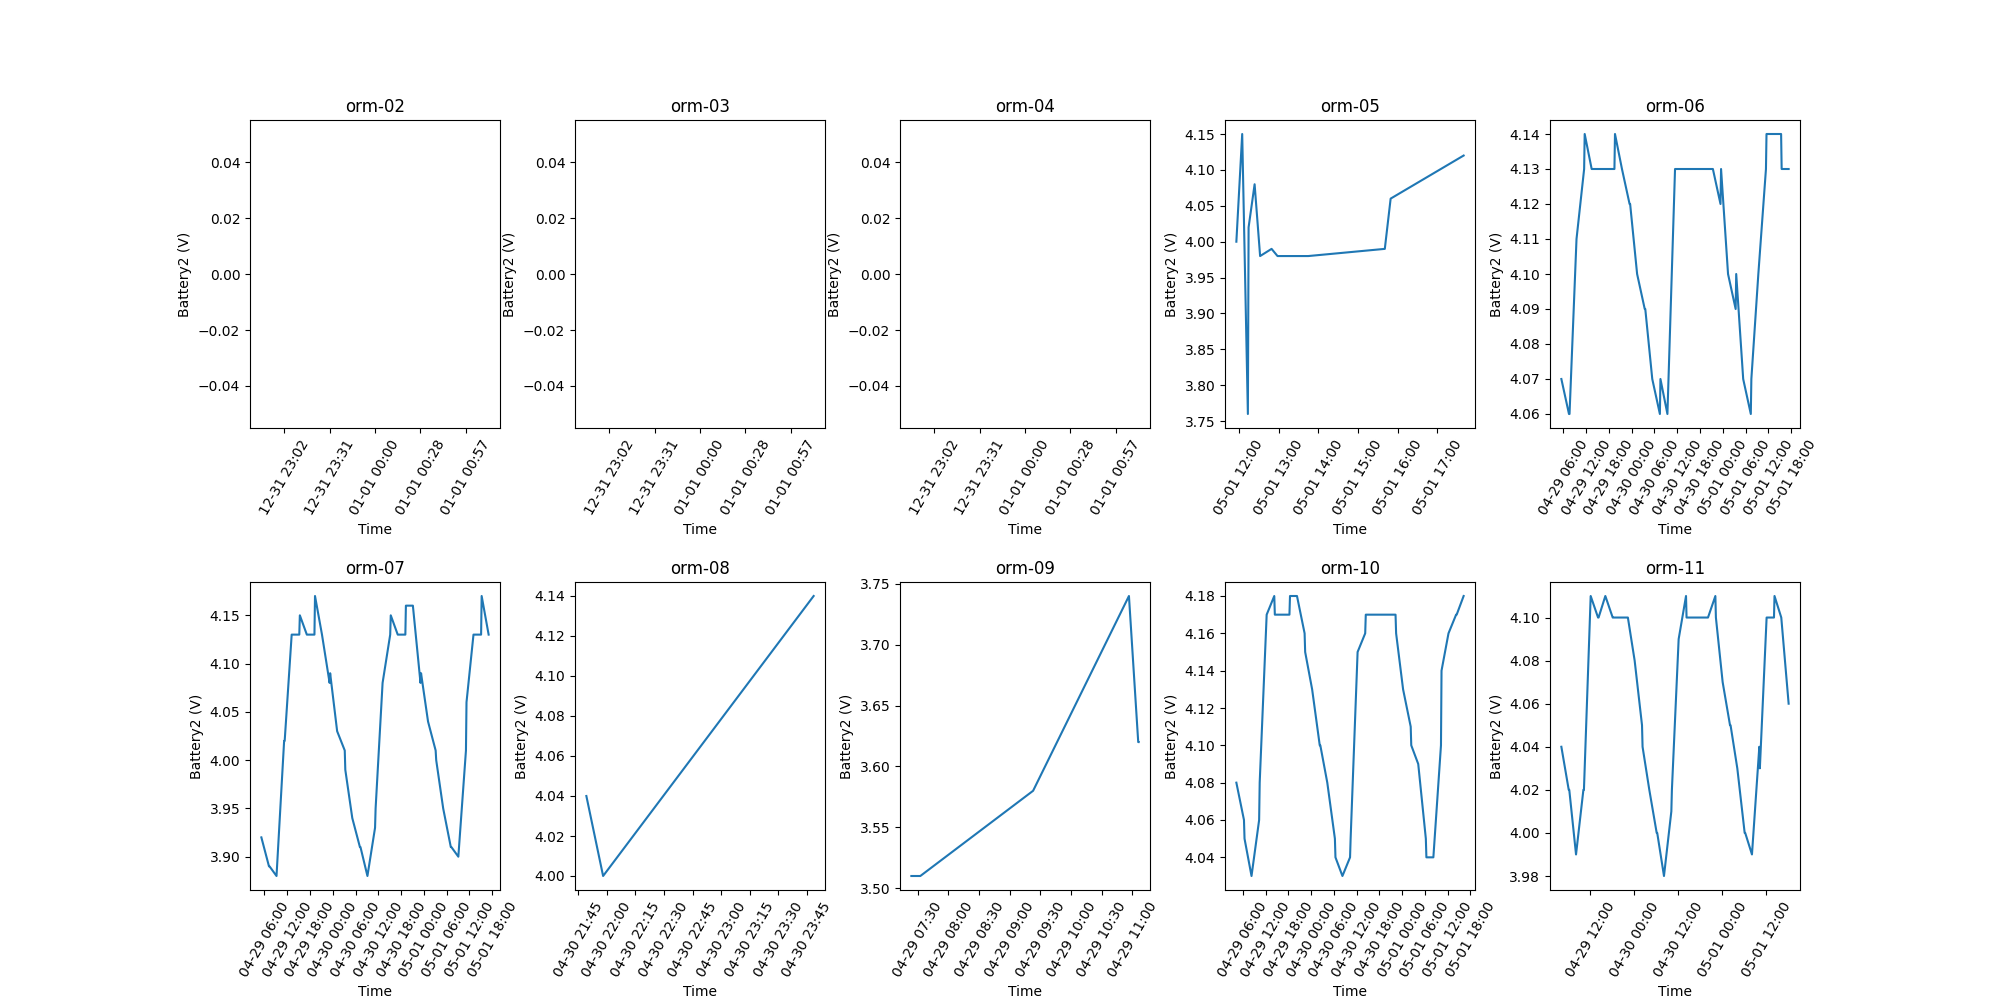 orm-02 orm-03 orm-04 orm-05 orm-06
Battery2 (V)
0.04
0.02
0.00
−0.02
−0.04
12-31 23:02 12-31 23:31 01-01 00:00 01-01 00:28 01-01 00:57
Time
Battery2 (V)
0.04
0.02
0.00
−0.02
−0.04
12-31 23:02 12-31 23:31 01-01 00:00 01-01 00:28 01-01 00:57
Time
Battery2 (V)
0.04
0.02
0.00
−0.02
−0.04
12-31 23:02 12-31 23:31 01-01 00:00 01-01 00:28 01-01 00:57
Time
Battery2 (V)
4.15
4.10
4.05
4.00
3.95
3.90
3.85
3.80
3.75
05-01 12:00 05-01 13:00 05-01 14:00 05-01 15:00 05-01 16:00 05-01 17:00
Time
Battery2 (V)
4.14
4.13
4.12
4.11
4.10
4.09
4.08
4.07
4.06
04-29 06:00 04-29 12:00 04-29 18:00 04-30 00:00 04-30 06:00 04-30 12:00 04-30 18:00 05-01 00:00 05-01 06:00 05-01 12:00 05-01 18:00
Time
orm-07 orm-08 orm-09 orm-10 orm-11
Battery2 (V)
4.15
4.10
4.05
4.00
3.95
3.90
04-29 06:00 04-29 12:00 04-29 18:00 04-30 00:00 04-30 06:00 04-30 12:00 04-30 18:00 05-01 00:00 05-01 06:00 05-01 12:00 05-01 18:00
Time
Battery2 (V)
4.14
4.12
4.10
4.08
4.06
4.04
4.02
4.00
04-30 21:45 04-30 22:00 04-30 22:15 04-30 22:30 04-30 22:45 04-30 23:00 04-30 23:15 04-30 23:30 04-30 23:45
Time
Battery2 (V)
3.75
3.70
3.65
3.60
3.55
3.50
04-29 07:30 04-29 08:00 04-29 08:30 04-29 09:00 04-29 09:30 04-29 10:00 04-29 10:30 04-29 11:00
Time
Battery2 (V)
4.18
4.16
4.14
4.12
4.10
4.08
4.06
4.04
04-29 06:00 04-29 12:00 04-29 18:00 04-30 00:00 04-30 06:00 04-30 12:00 04-30 18:00 05-01 00:00 05-01 06:00 05-01 12:00 05-01 18:00
Time
Battery2 (V)
4.10
4.08
4.06
4.04
4.02
4.00
3.98
04-29 12:00 04-30 00:00 04-30 12:00 05-01 00:00 05-01 12:00
Time